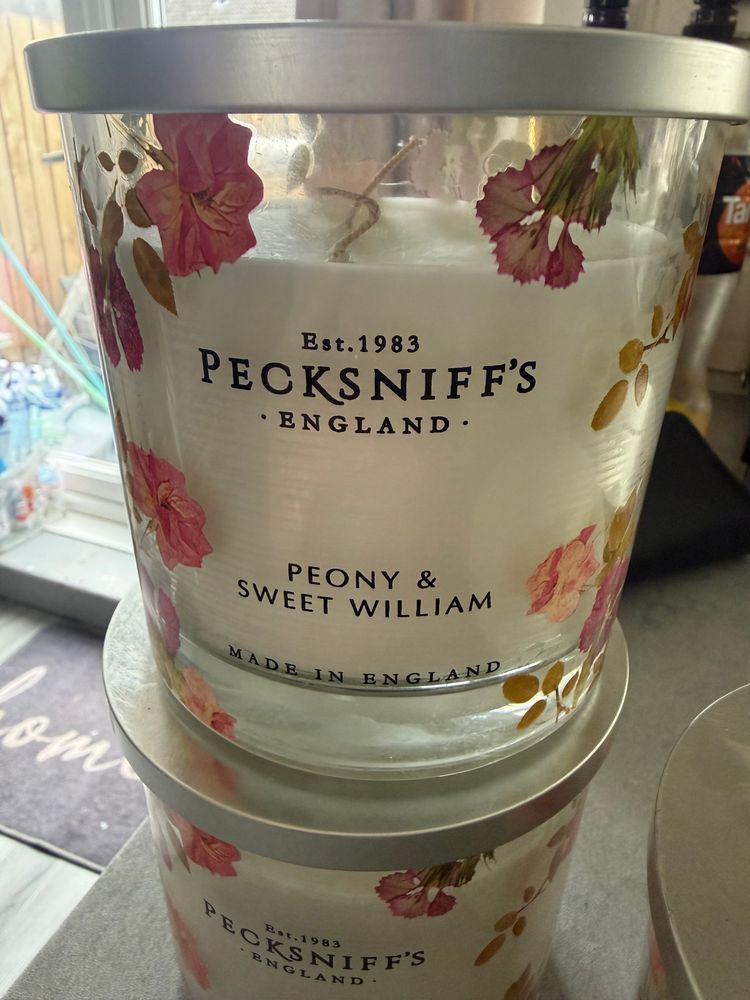 Est.1983
PECKSNIFF'S
·ENGLAND·
PEONY &
SWEET WILLIAM
MADE IN ENGLAND
Est.1983
PECKSNIFF'S
·ENGLAND·